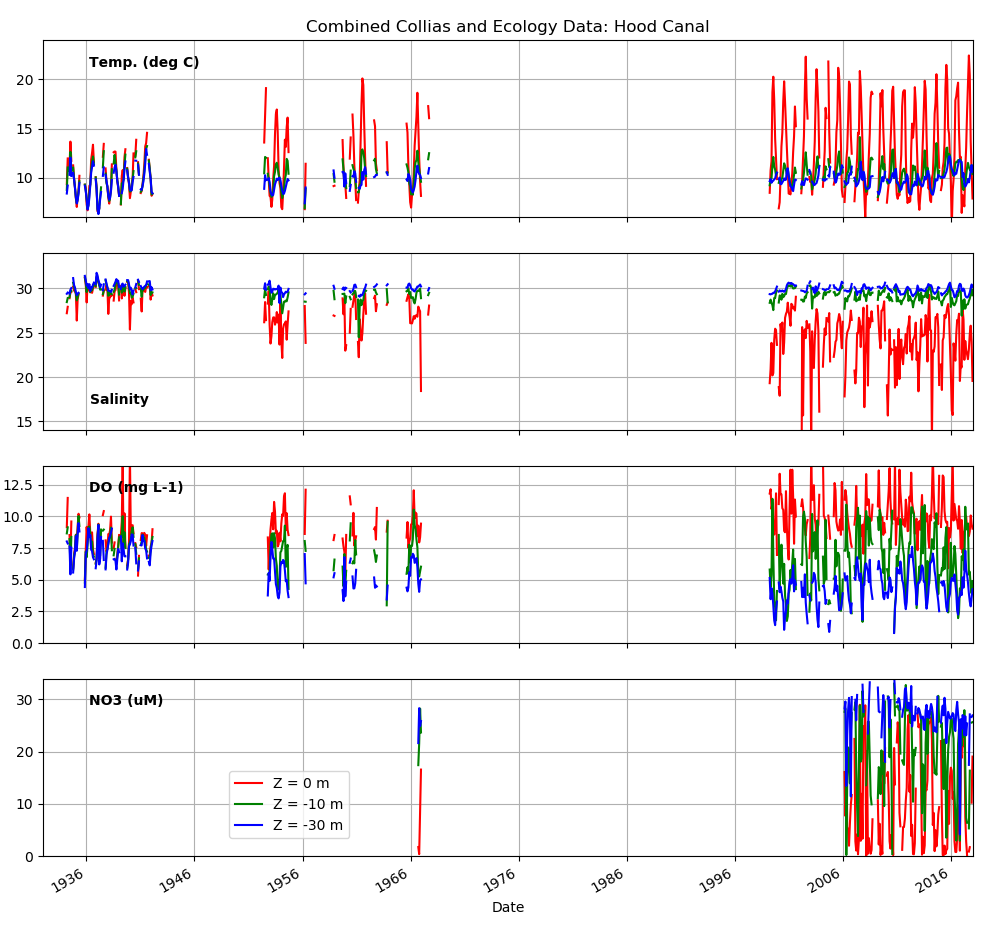 Combined Collias and Ecology Data: Hood Canal
Temp. (deg C)
20
15
10
Salinity
30
25
20
15
DO (mg L-1)
12.5
10.0
7.5
5.0
2.5
0.0
NO3 (uM)
30
20
10
0
Z = 0 m
Z = -10 m
Z = -30 m
1936 1946 1956 1966 1976 1986 1996 2006 2016
Date